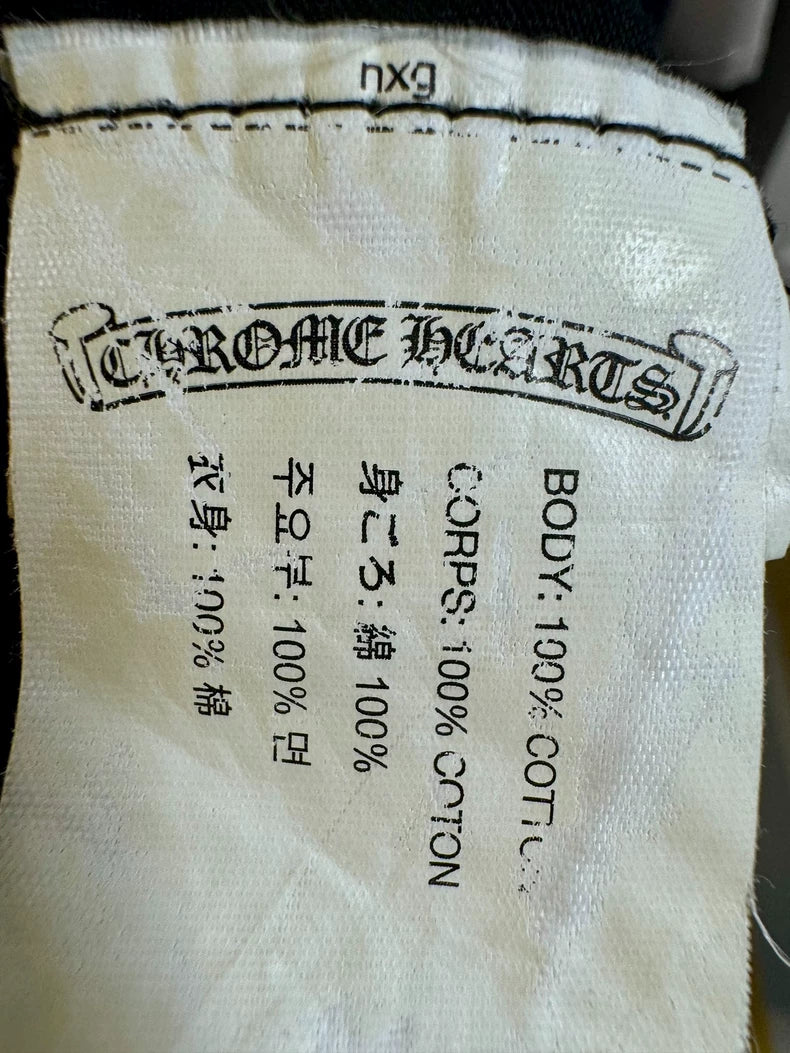 nxg
CHROME HEARTS
BODY: 100% COTTON
CORPS: 100% COTON
身ごろ: 綿 100%
주요부: 100% 면
衣身: 100% 棉